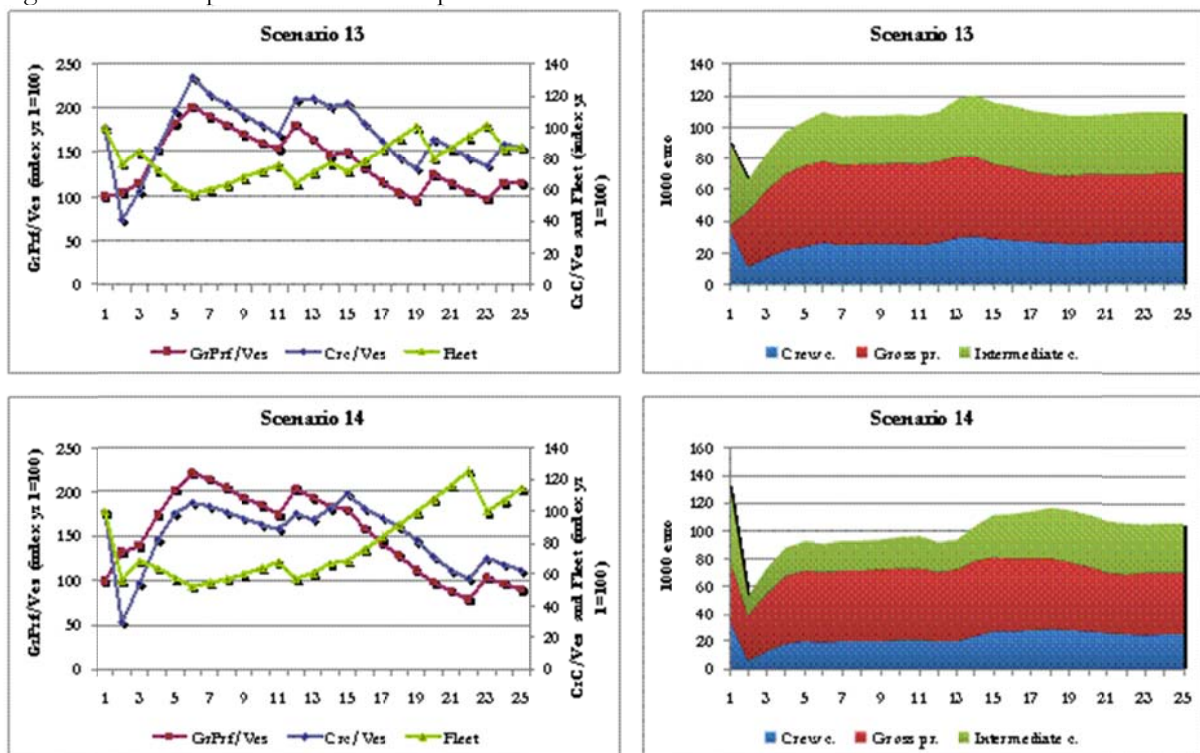 Scenario 13
GrPrf/Ves (index yr 1=100)
250
200
150
100
50
0
140
120
100
80
60
40
20
0
CrC/Ves and Fleet (index yr
1=100)
1 3 5 7 9 11 13 15 17 19 21 23 25
GrPrf/Ves Crc/Ves Fleet
Scenario 13
1000 euro
140
120
100
80
60
40
20
0
1 3 5 7 9 11 13 15 17 19 21 23 25
Crew c. Gross pr. Intermediate c.
Scenario 14
GrPrf/Ves (index yr 1=100)
250
200
150
100
50
0
140
120
100
80
60
40
20
0
CrC/Ves and Fleet (index yr
1=100)
1 3 5 7 9 11 13 15 17 19 21 23 25
GrPrf/Ves Crc/Ves Fleet
Scenario 14
1000 euro
160
140
120
100
80
60
40
20
0
1 3 5 7 9 11 13 15 17 19 21 23 25
Crew c. Gross pr. Intermediate c.